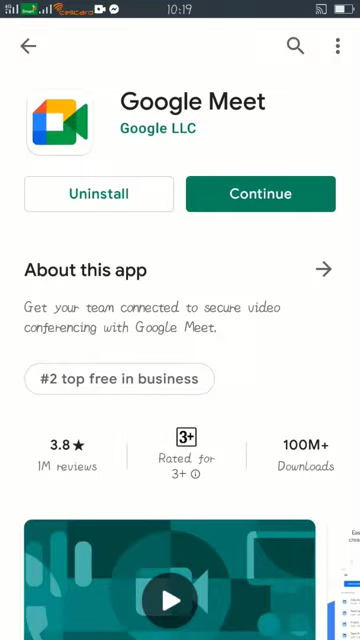 10:19
Google Meet
Google LLC
Uninstall
Continue
About this app
Get your team connected to secure video
conferencing with Google Meet.
#2 top free in business
3.8★
1M reviews
3+
Rated for
3+
100M+
Downloads